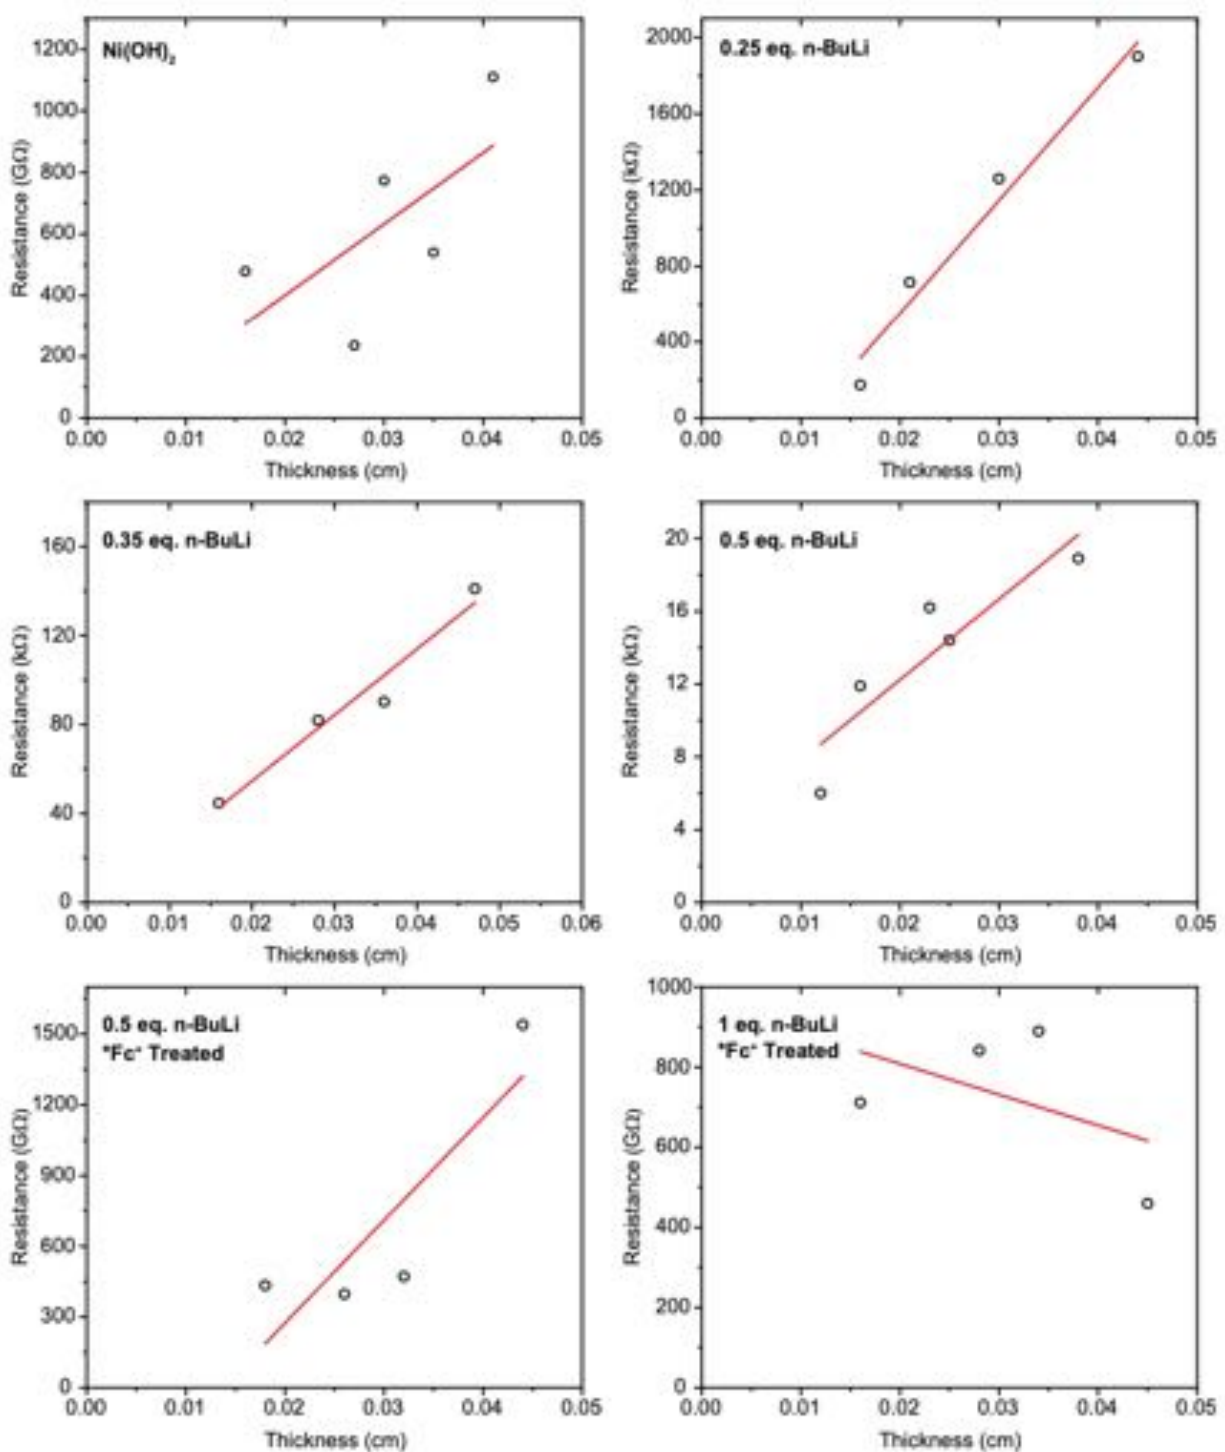 Ni(OH)₂
Resistance (GΩ)
1200
1000
800
600
400
200
0
0.00 0.01 0.02 0.03 0.04 0.05
Thickness (cm)
0.25 eq. n-BuLi
Resistance (kΩ)
2000
1600
1200
800
400
0
0.00 0.01 0.02 0.03 0.04 0.05
Thickness (cm)
0.35 eq. n-BuLi
Resistance (kΩ)
160
120
80
40
0
0.00 0.01 0.02 0.03 0.04 0.05 0.06
Thickness (cm)
0.5 eq. n-BuLi
Resistance (kΩ)
20
16
12
8
4
0
0.00 0.01 0.02 0.03 0.04 0.05
Thickness (cm)
0.5 eq. n-BuLi
*Fc⁺ Treated
Resistance (GΩ)
1500
1200
900
600
300
0
0.00 0.01 0.02 0.03 0.04 0.05
Thickness (cm)
1 eq. n-BuLi
*Fc⁺ Treated
Resistance (GΩ)
1000
800
600
400
200
0
0.00 0.01 0.02 0.03 0.04 0.05
Thickness (cm)